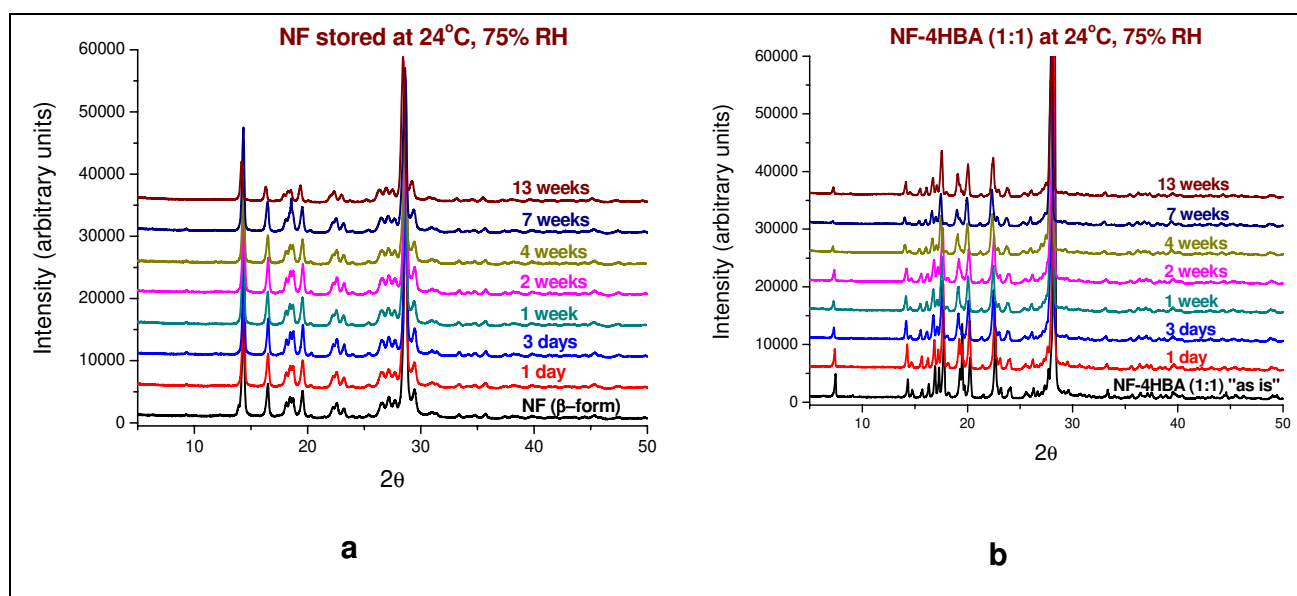 NF stored at 24°C, 75% RH
60000
50000
40000
30000
20000
10000
0
Intensity (arbitrary units)
13 weeks
7 weeks
4 weeks
2 weeks
1 week
3 days
1 day
NF (β–form)
10 20 30 40 50
2θ
a
NF-4HBA (1:1) at 24°C, 75% RH
60000
50000
40000
30000
20000
10000
0
Intensity (arbitrary units)
13 weeks
7 weeks
4 weeks
2 weeks
1 week
3 days
1 day
NF-4HBA (1:1) "as is"
10 20 30 40 50
2θ
b